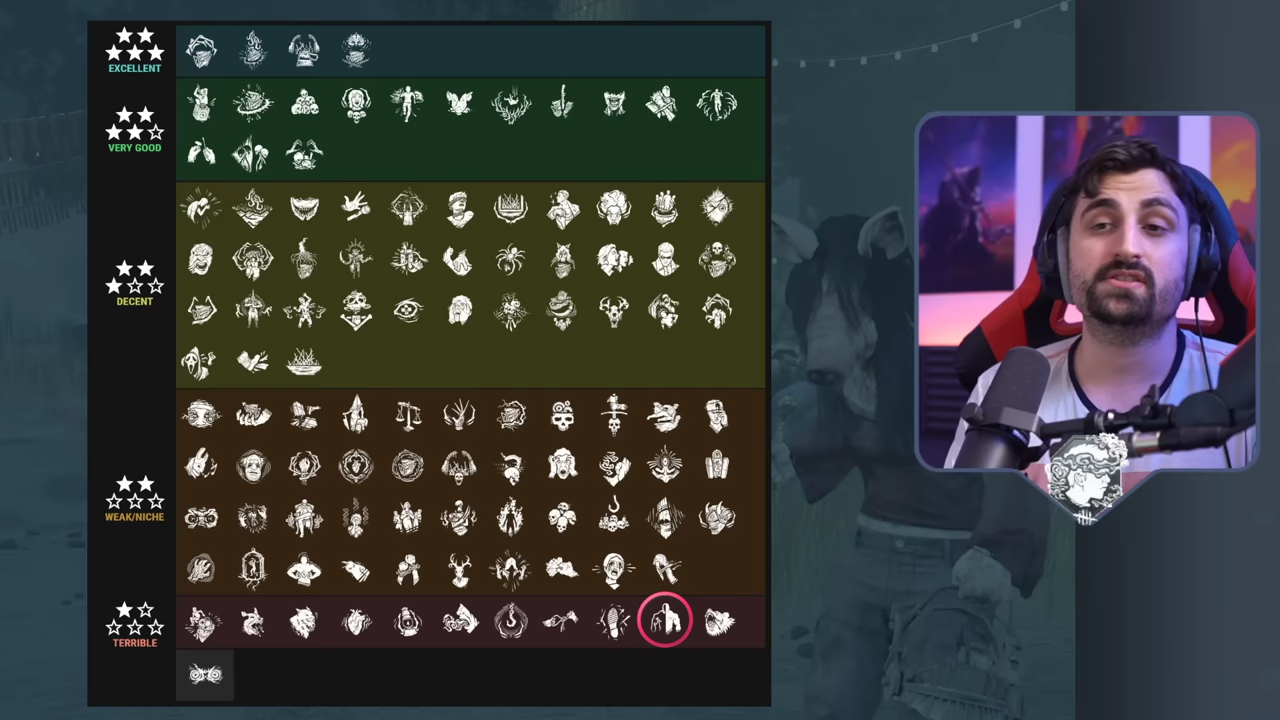 EXCELLENT
VERY GOOD
DECENT
WEAK/NICHE
TERRIBLE